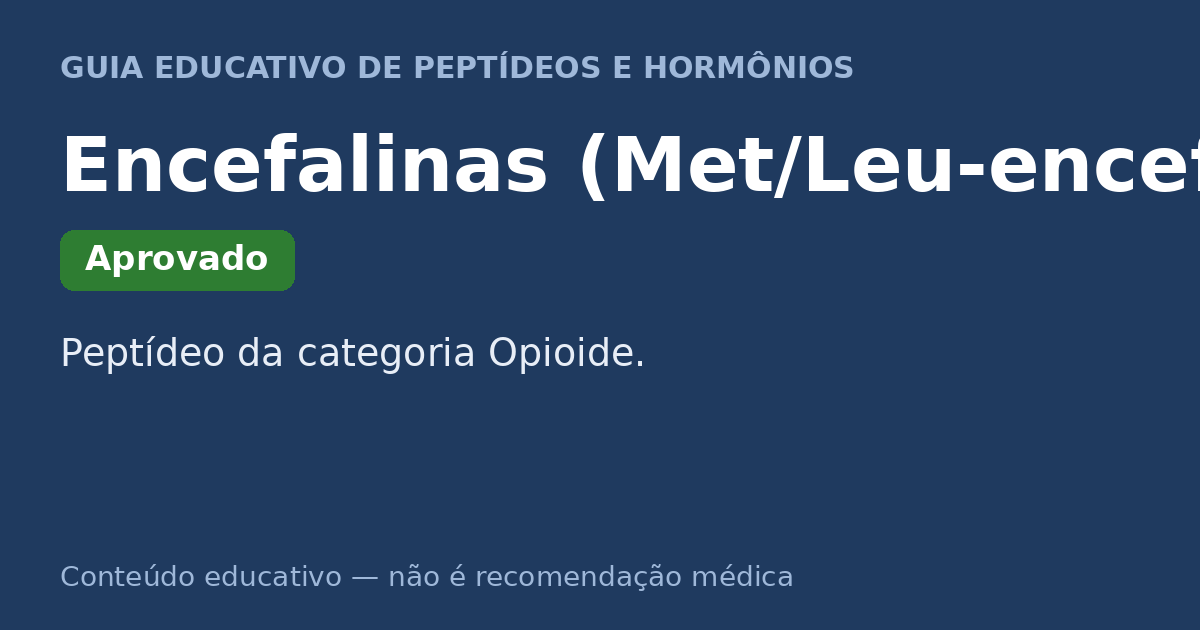 GUIA EDUCATIVO DE PEPTÍDEOS E HORMÔNIOS
Encefalinas (Met/Leu-encef
Aprovado
Peptídeo da categoria Opioide.
Conteúdo educativo — não é recomendação médica